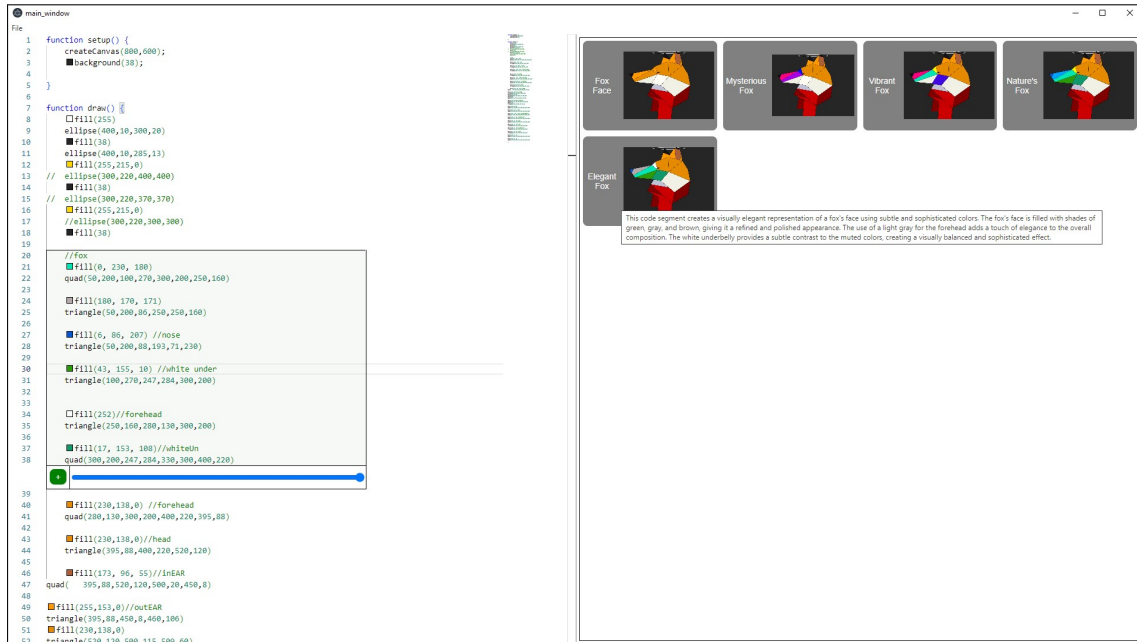 main_window
File
1 function setup() {
2 createCanvas(800,600);
3 background(38);
4
5 }
6
7 function draw() {
8 fill(255)
9 ellipse(400,10,300,20)
10 fill(38)
11 ellipse(400,10,285,13)
12 fill(255,215,0)
13 // ellipse(300,220,400,400)
14 fill(38)
15 // ellipse(300,220,370,370)
16 fill(255,215,0)
17 //ellipse(300,220,300,300)
18 fill(38)
19
20 //fox
21 fill(0, 230, 180)
22 quad(50,200,100,270,300,200,250,160)
23
24 fill(180, 170, 171)
25 triangle(50,200,86,250,250,160)
26
27 fill(6, 86, 207) //nose
28 triangle(50,200,88,193,71,230)
29
30 fill(43, 155, 10) //white under
31 triangle(100,270,247,284,300,200)
32
33
34 fill(252)//forehead
35 triangle(250,160,280,130,300,200)
36
37 fill(17, 153, 108)//whiteUn
38 quad(300,200,247,284,330,300,400,220)
+
39
40 fill(230,138,0) //forehead
41 quad(280,130,300,200,400,220,395,88)
42
43 fill(230,138,0)//head
44 triangle(395,88,400,220,520,120)
45
46 fill(173, 96, 55)//inEAR
47 quad( 395,88,520,120,500,20,450,8)
48
49 fill(255,153,0)//outEAR
50 triangle(395,88,450,8,460,106)
51 fill(230,138,0)
52 triangle(520,120,500,115,509,60)
Fox Face
Mysterious Fox
Vibrant Fox
Nature's Fox
Elegant Fox
This code segment creates a visually elegant representation of a fox's face using subtle and sophisticated colors. The fox's face is filled with shades of
green, gray, and brown, giving it a refined and polished appearance. The use of a light gray for the forehead adds a touch of elegance to the overall
composition. The white underbelly provides a subtle contrast to the muted colors, creating a visually balanced and sophisticated effect.